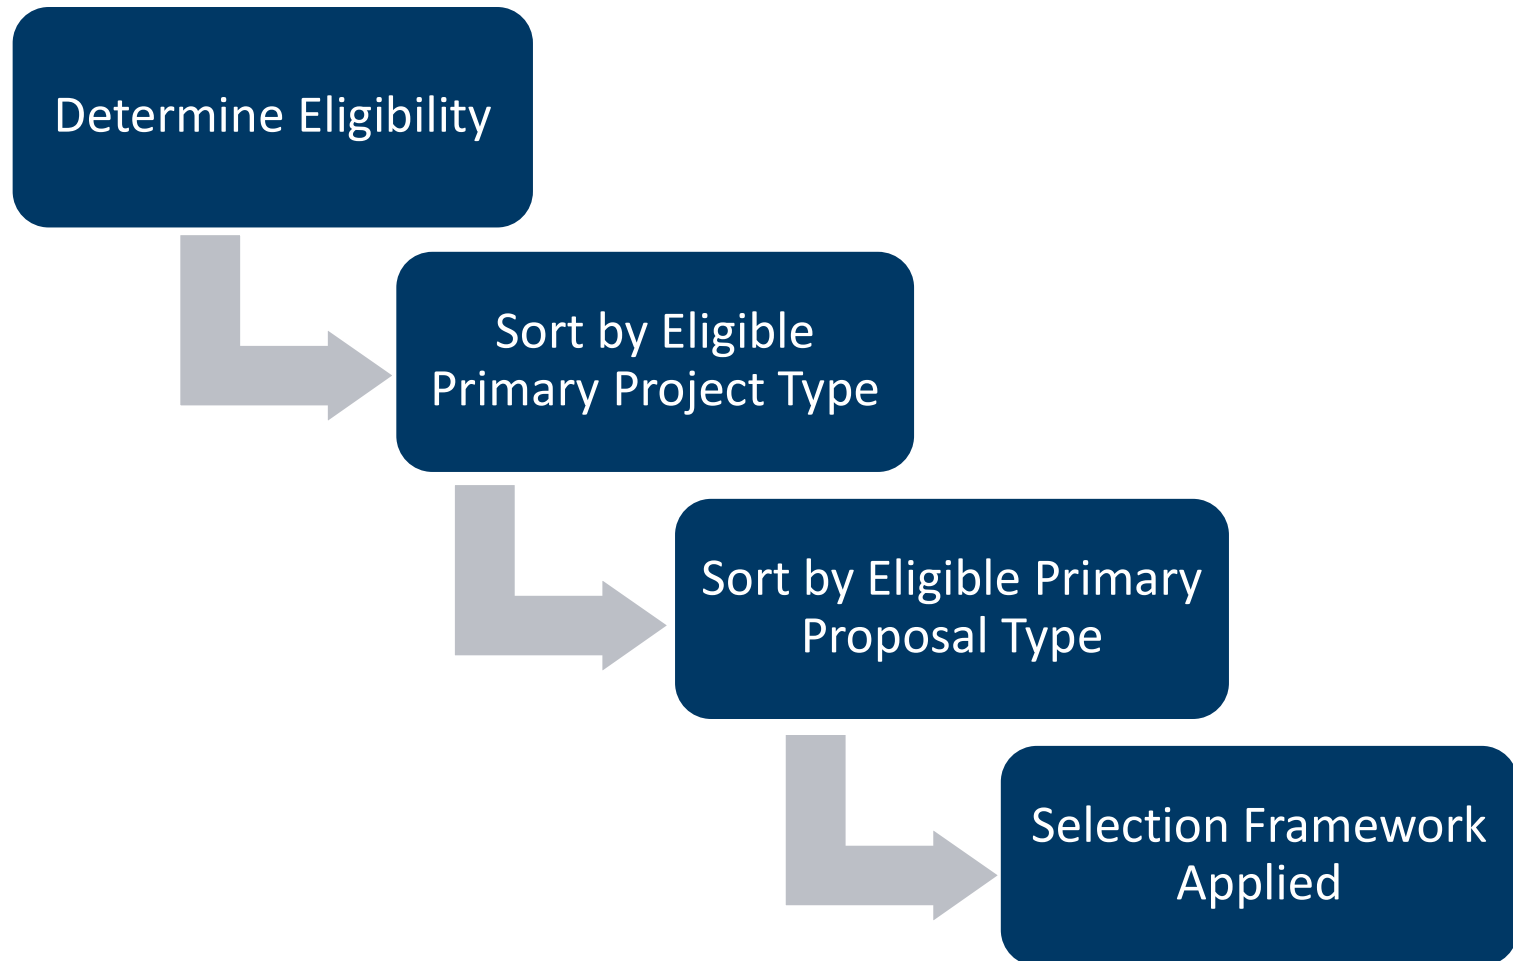 Determine Eligibility
Sort by Eligible
Primary Project Type
Sort by Eligible Primary
Proposal Type
Selection Framework
Applied